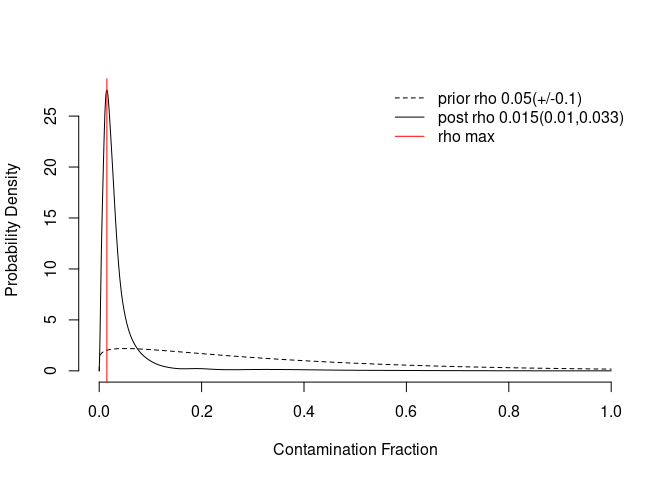 prior rho 0.05(+/-0.1)
post rho 0.015(0.01,0.033)
rho max
Probability Density
25
20
15
10
5
0
0.0 0.2 0.4 0.6 0.8 1.0
Contamination Fraction